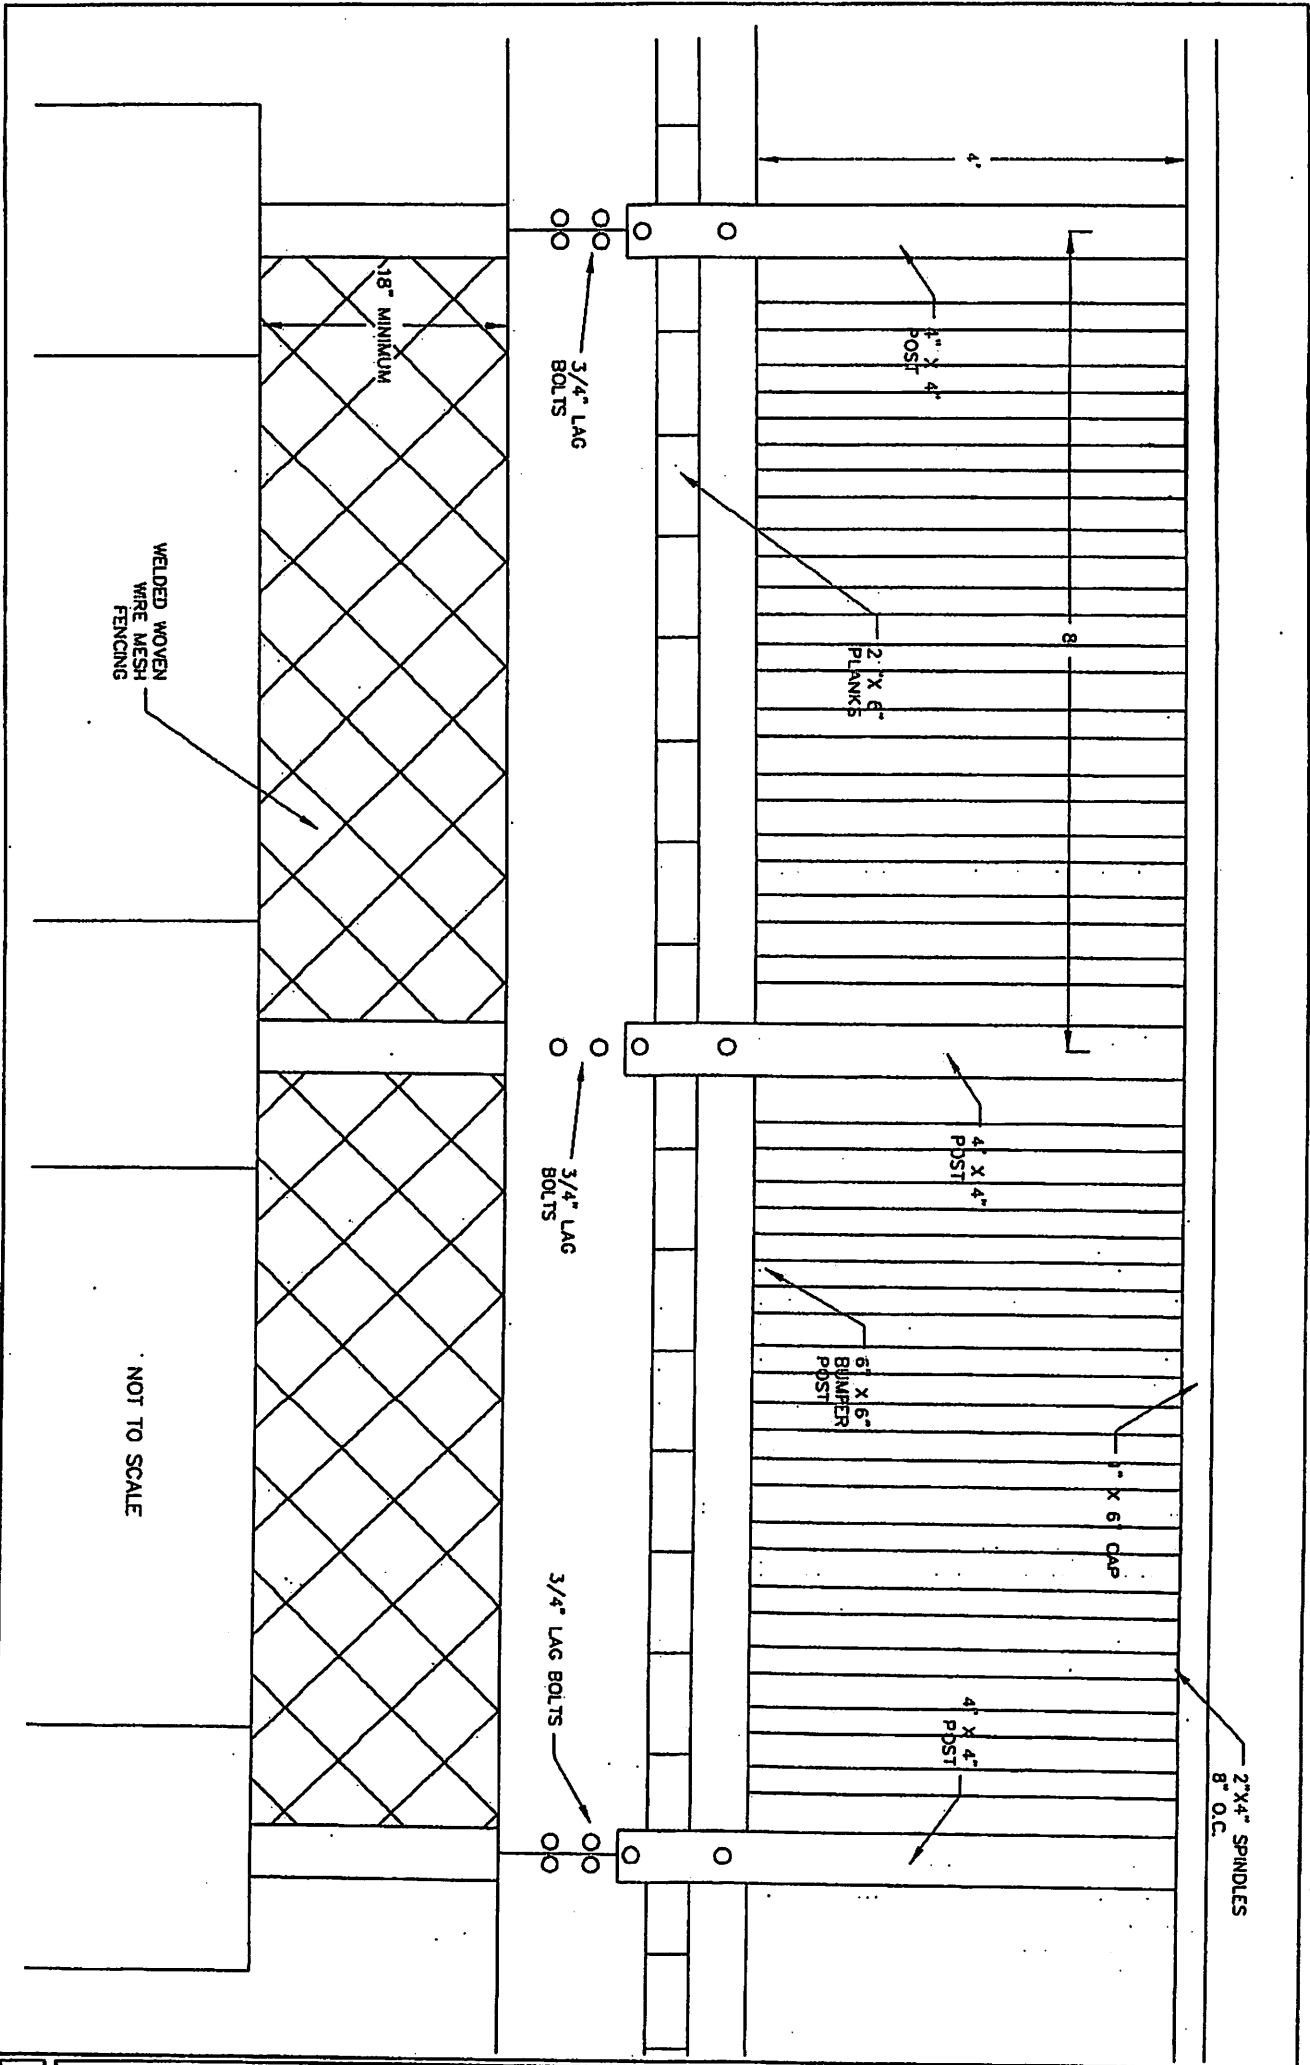 2"X4" SPINDLES
8" O.C.
1" X 6" CAP
8
4'
4" X 4"
POST
4" X 4"
POST
4" X 4"
POST
2" X 6"
PLANKS
6" X 6"
BUMPER
POST
3/4" LAG
BOLTS
3/4" LAG
BOLTS
3/4" LAG BOLTS
18" MINIMUM
WELDED WOVEN
WIRE MESH
FENCING
NOT TO SCALE